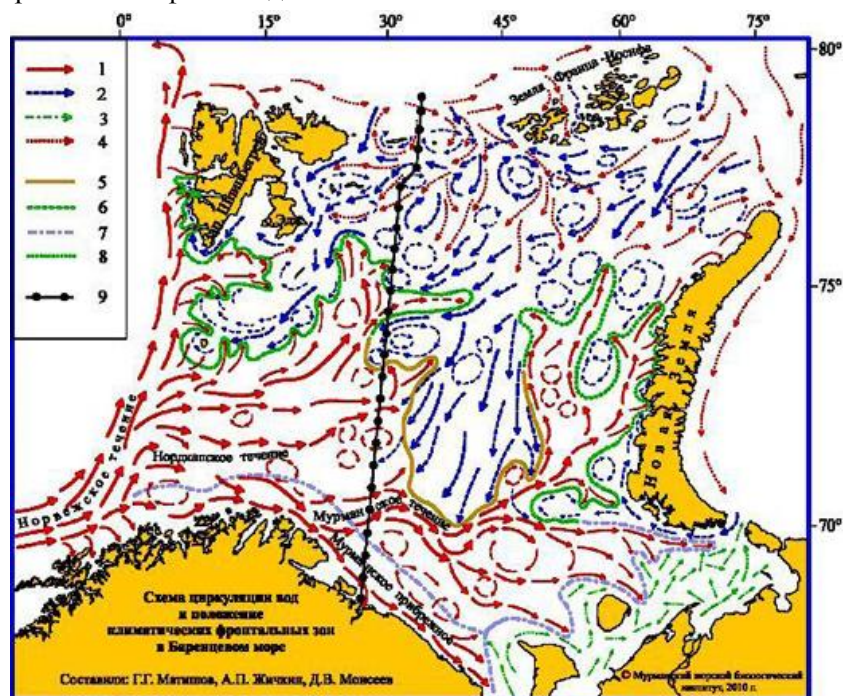 0° 15° 30° 45° 60° 75°
80°
Земля Франца-Иосифа
1
2
3
4
5
6
7
8
9
75°
Новая Земля
Норвежское течение
Нордкапское течение
70°
Мурманское течение
Мурманское прибрежное
Схема циркуляции вод
и положение
климатических фронтальных зон
в Баренцевом море
Составили: Г.Г. Матишов, А.П. Жичкин, Д.В. Моисеев
© Мурманский морской биологический
институт, 2010 г.